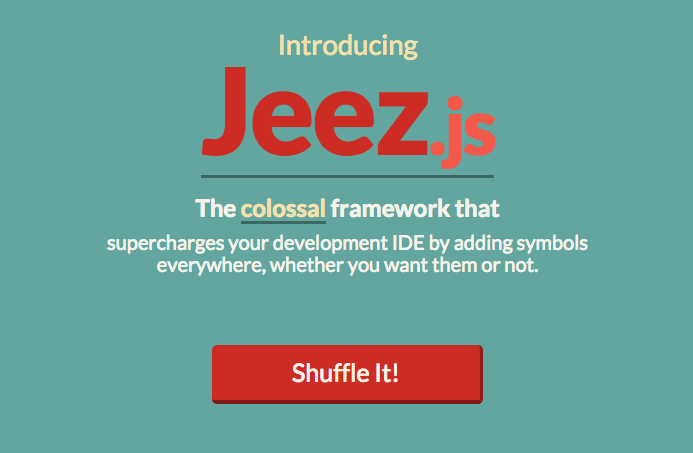 Introducing
Jeez.js
The colossal framework that
supercharges your development IDE by adding symbols
everywhere, whether you want them or not.
Shuffle It!